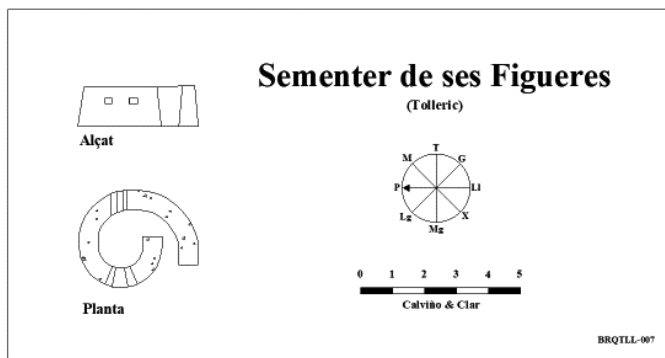 Sementer de ses Figueres
(Tolleric)
Alçat
T
M G
P Ll
Lg X
Mg
0 1 2 3 4 5
Calviño & Clar
Planta
BRQTLL-007